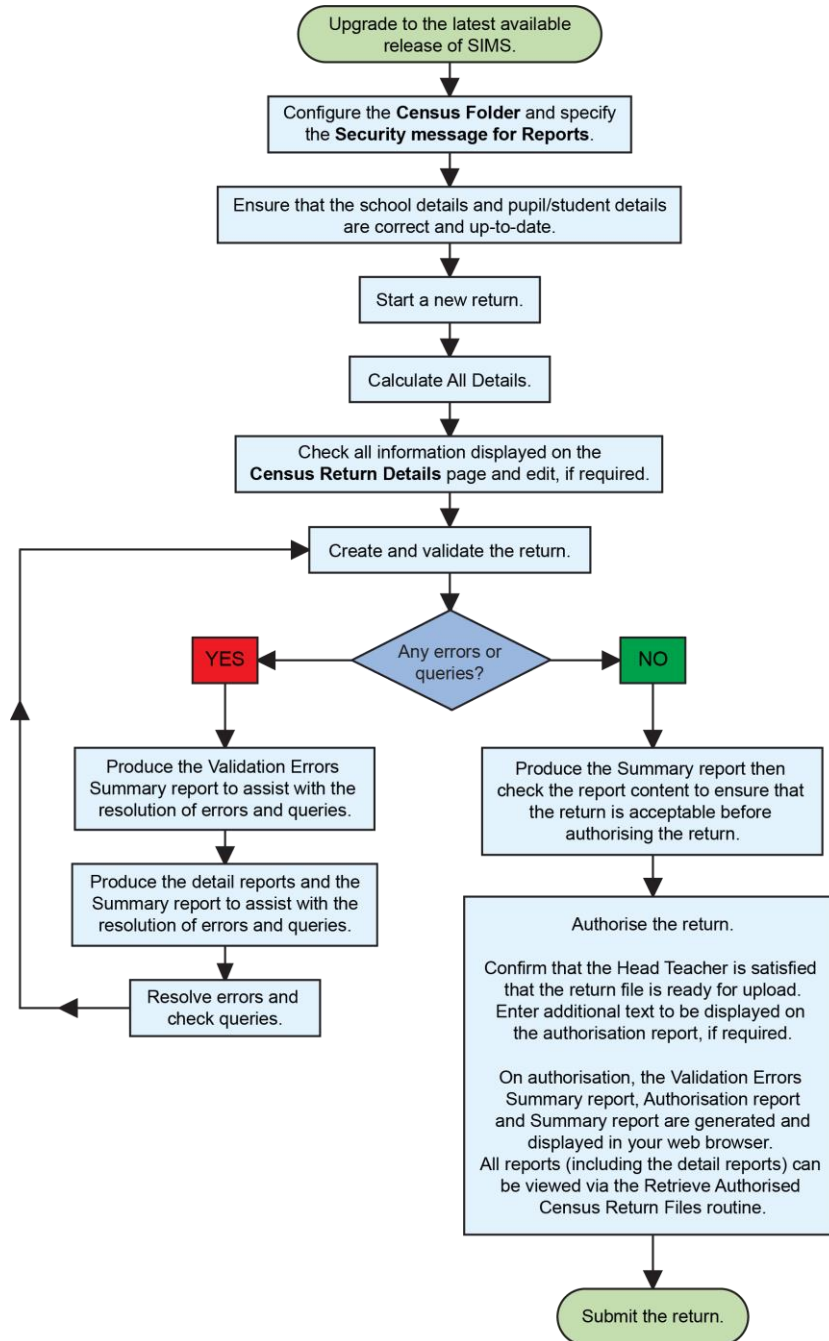 Upgrade to the latest available
release of SIMS.
Configure the Census Folder and specify
the Security message for Reports.
Ensure that the school details and pupil/student details
are correct and up-to-date.
Start a new return.
Calculate All Details.
Check all information displayed on the
Census Return Details page and edit, if required.
Create and validate the return.
Any errors or
queries?
YES
NO
Produce the Validation Errors
Summary report to assist with the
resolution of errors and queries.
Produce the detail reports and the
Summary report to assist with the
resolution of errors and queries.
Resolve errors and
check queries.
Produce the Summary report then
check the report content to ensure that
the return is acceptable before
authorising the return.
Authorise the return.
Confirm that the Head Teacher is satisfied
that the return file is ready for upload.
Enter additional text to be displayed on
the authorisation report, if required.
On authorisation, the Validation Errors
Summary report, Authorisation report
and Summary report are generated and
displayed in your web browser.
All reports (including the detail reports) can
be viewed via the Retrieve Authorised
Census Return Files routine.
Submit the return.